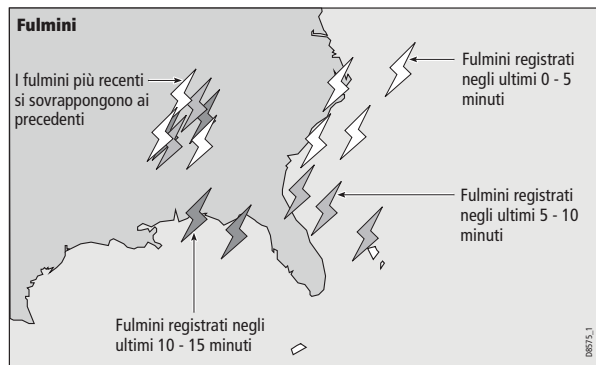 Fulmini
I fulmini più recenti
si sovrappongono ai
precedenti
Fulmini registrati
negli ultimi 0 - 5
minuti
Fulmini registrati
negli ultimi 5 - 10
minuti
Fulmini registrati negli
ultimi 10 - 15 minuti
D8575_1